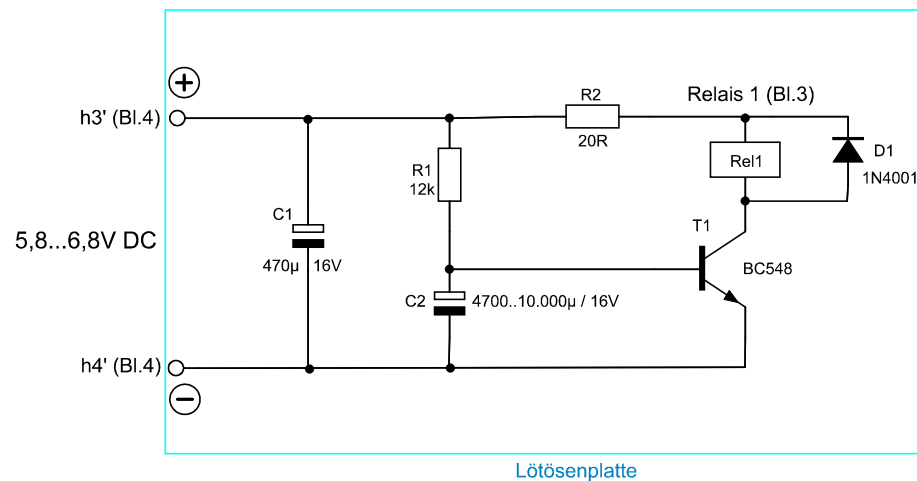 +
h3' (Bl.4)
R2
20R
Relais 1 (Bl.3)
Rel1
D1
1N4001
R1
12k
C1
470µ 16V
5,8...6,8V DC
T1
BC548
C2
4700..10.000µ / 16V
h4' (Bl.4)
−
Lötösenplatte